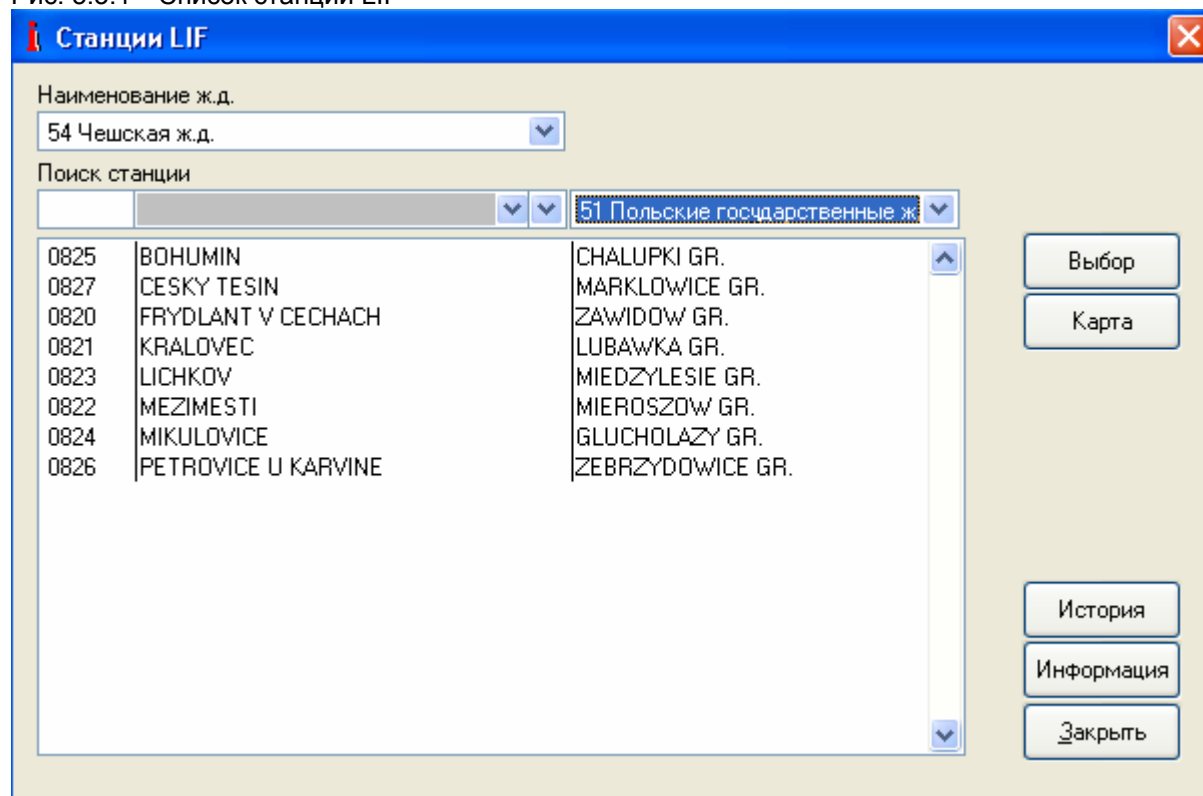 Станции LIF
Наименование ж.д.
54 Чешская ж.д.
Поиск станции
51 Польские государственные ж
0825 BOHUMIN CHALUPKI GR.
0827 CESKY TESIN MARKLOWICE GR.
0820 FRYDLANT V CECHACH ZAWIDOW GR.
0821 KRALOVEC LUBAWKA GR.
0823 LICHKOV MIEDZYLESIE GR.
0822 MEZIMESTI MIEROSZOW GR.
0824 MIKULOVICE GLUCHOLAZY GR.
0826 PETROVICE U KARVINE ZEBRZYDOWICE GR.
Выбор
Карта
История
Информация
Закрыть